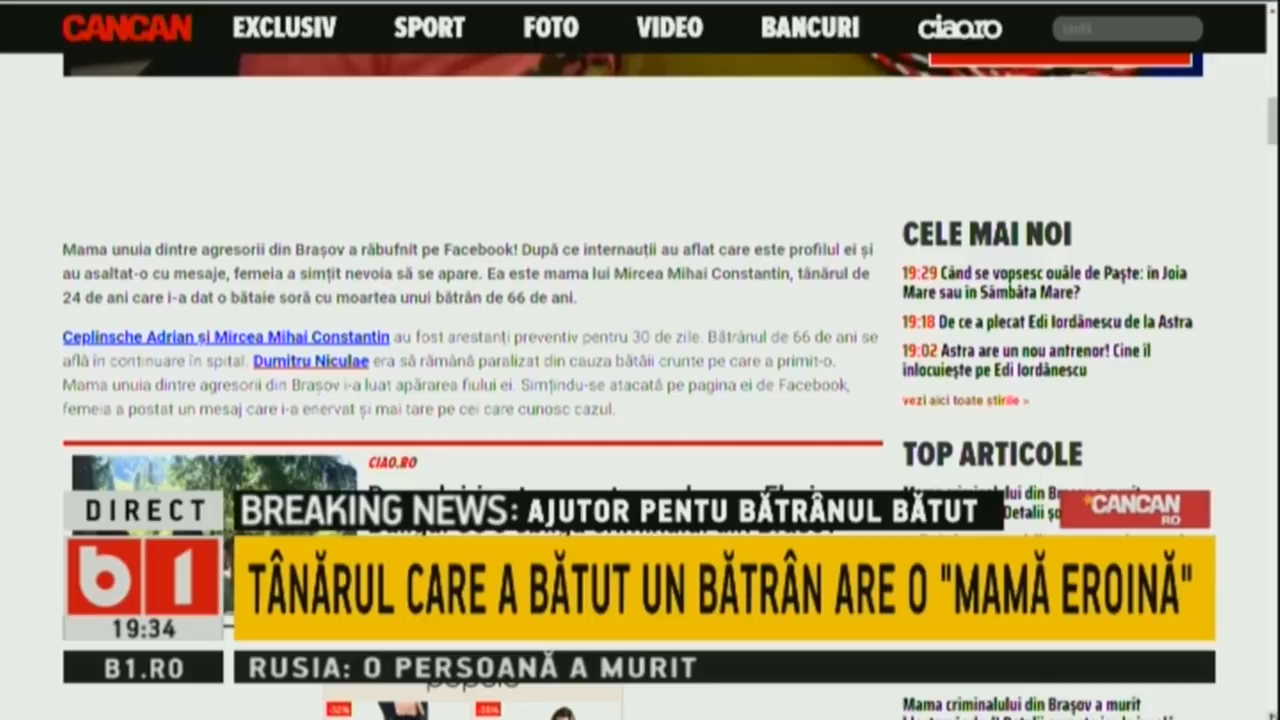 CANCAN EXCLUSIV SPORT FOTO VIDEO BANCURI ciao.ro caută
Mama unuia dintre agresorii din Brașov a răbufnit pe Facebook! După ce internauții au aflat care este profilul ei și
au asaltat-o cu mesaje, femeia a simțit nevoia să se apare. Ea este mama lui Mircea Mihai Constantin, tânărul de
24 de ani care i-a dat o bătaie soră cu moartea unui bătrân de 66 de ani.
Ceplinsche Adrian și Mircea Mihai Constantin au fost arestanți preventiv pentru 30 de zile. Bătrânul de 66 de ani se
află în continuare în spital. Dumitru Niculae era să rămână paralizat din cauza bătăii crunte pe care a primit-o.
Mama unuia dintre agresorii din Brașov i-a luat apărarea fiului ei. Simțindu-se atacată pe pagina ei de Facebook,
femeia a postat un mesaj care i-a enervat și mai tare pe cei care cunosc cazul.
CELE MAI NOI
19:29 Când se vopsesc ouăle de Paște: în Joia
Mare sau în Sâmbăta Mare?
19:18 De ce a plecat Edi Iordănescu de la Astra
19:02 Astra are un nou antrenor! Cine îl
înlocuiește pe Edi Iordănescu
vezi aici toate știrile »
TOP ARTICOLE
CIAO.RO
DIRECT
BREAKING NEWS: AJUTOR PENTU BĂTRÂNUL BĂTUT
CANCAN
RO
b1
TÂNĂRUL CARE A BĂTUT UN BĂTRÂN ARE O "MAMĂ EROINĂ"
19:34
B1.RO
RUSIA: O PERSOANĂ A MURIT
-32%
-38%
Mama criminalului din Brașov a murit